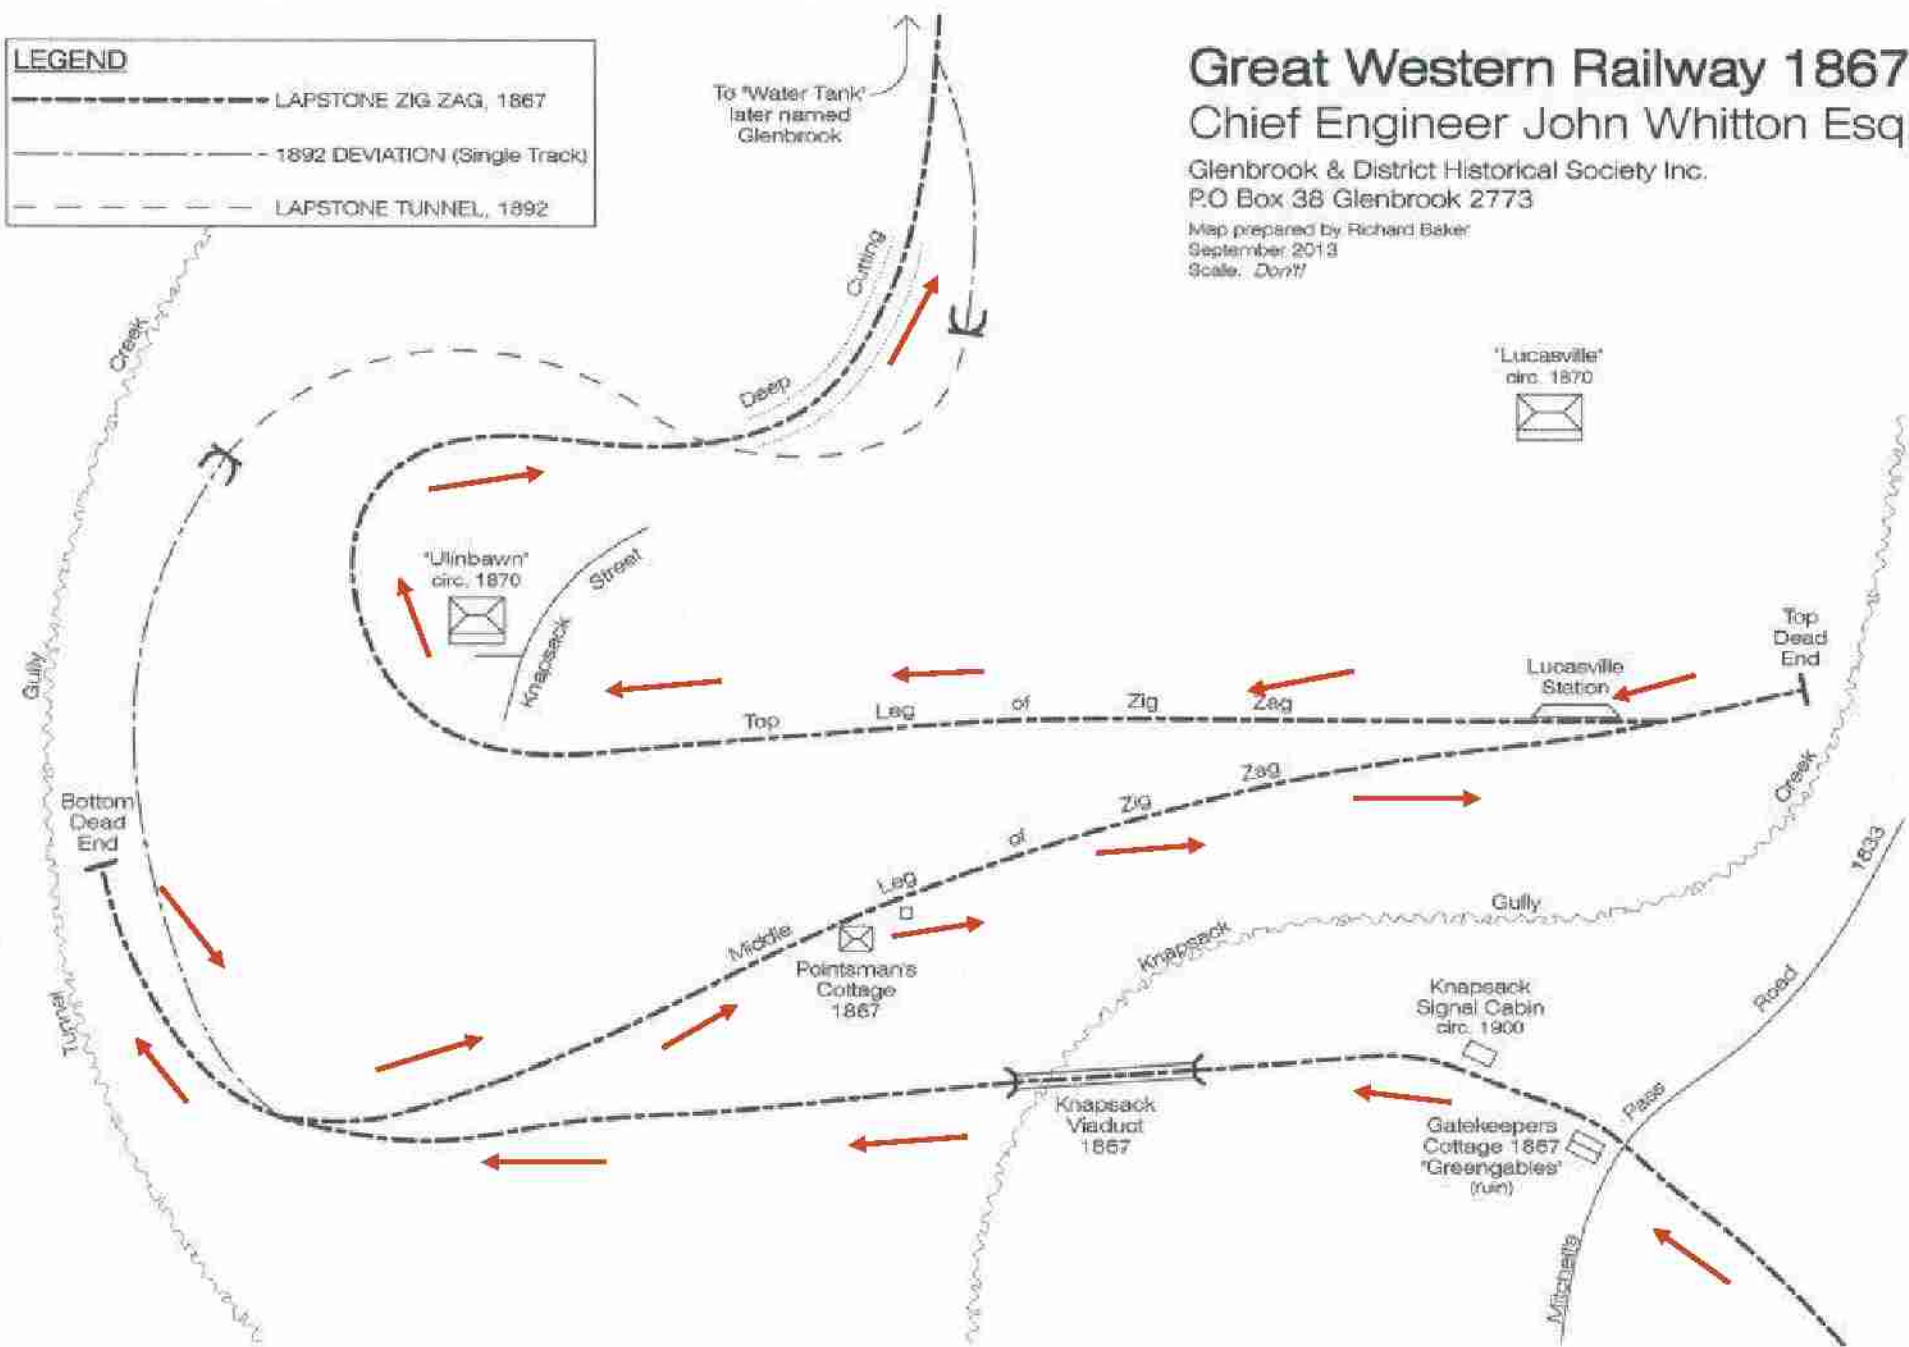 LEGEND
LAPSTONE ZIG ZAG, 1867
1892 DEVIATION (Single Track)
LAPSTONE TUNNEL, 1892
To 'Water Tank'
later named
Glenbrook
Great Western Railway 1867
Chief Engineer John Whitton Esq
Glenbrook & District Historical Society Inc.
P.O Box 38 Glenbrook 2773
Map prepared by Richard Baker
September 2013
Scale. Don't!
Deep Cutting
'Lucasville'
circ. 1870
'Ulinbawn'
circ. 1870
Knapsack Street
Top
Dead
End
Lucasville
Station
Top Leg of Zig Zag
Bottom
Dead
End
Middle Leg of Zig Zag
Pointsman's
Cottage
1867
Tunnel Gully Creek
Knapsack Gully Creek
Knapsack
Signal Cabin
circ. 1900
Knapsack
Viaduct
1867
Gatekeepers
Cottage 1867
'Greengables'
(ruin)
Mitchells Pass Road 1833